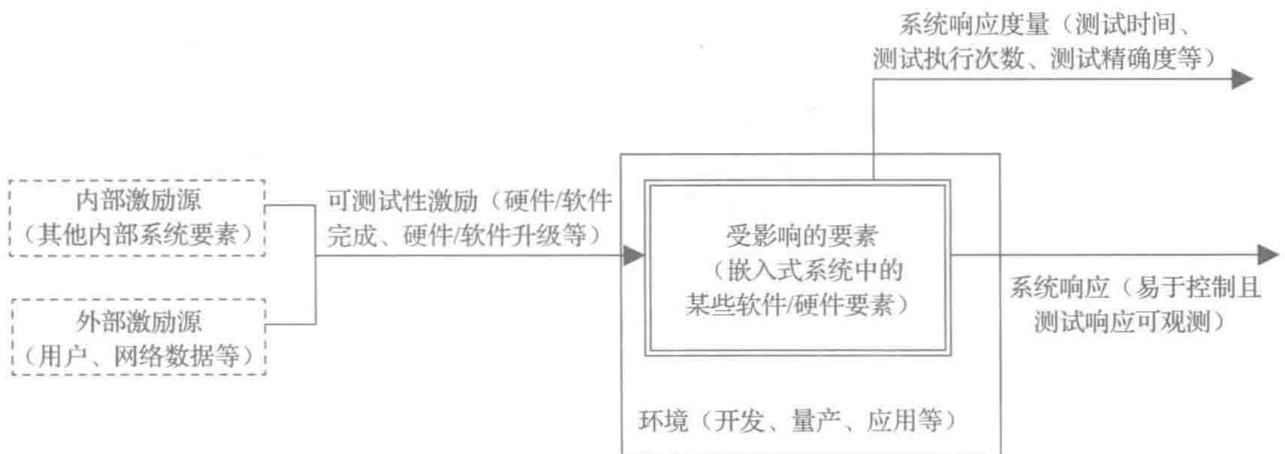 系统响应度量（测试时间、
测试执行次数、测试精确度等）
内部激励源
（其他内部系统要素）
可测试性激励（硬件/软件
完成、硬件/软件升级等）
外部激励源
（用户、网络数据等）
受影响的要素
（嵌入式系统中的
某些软件/硬件要素）
系统响应（易于控制且
测试响应可观测）
环境（开发、量产、应用等）